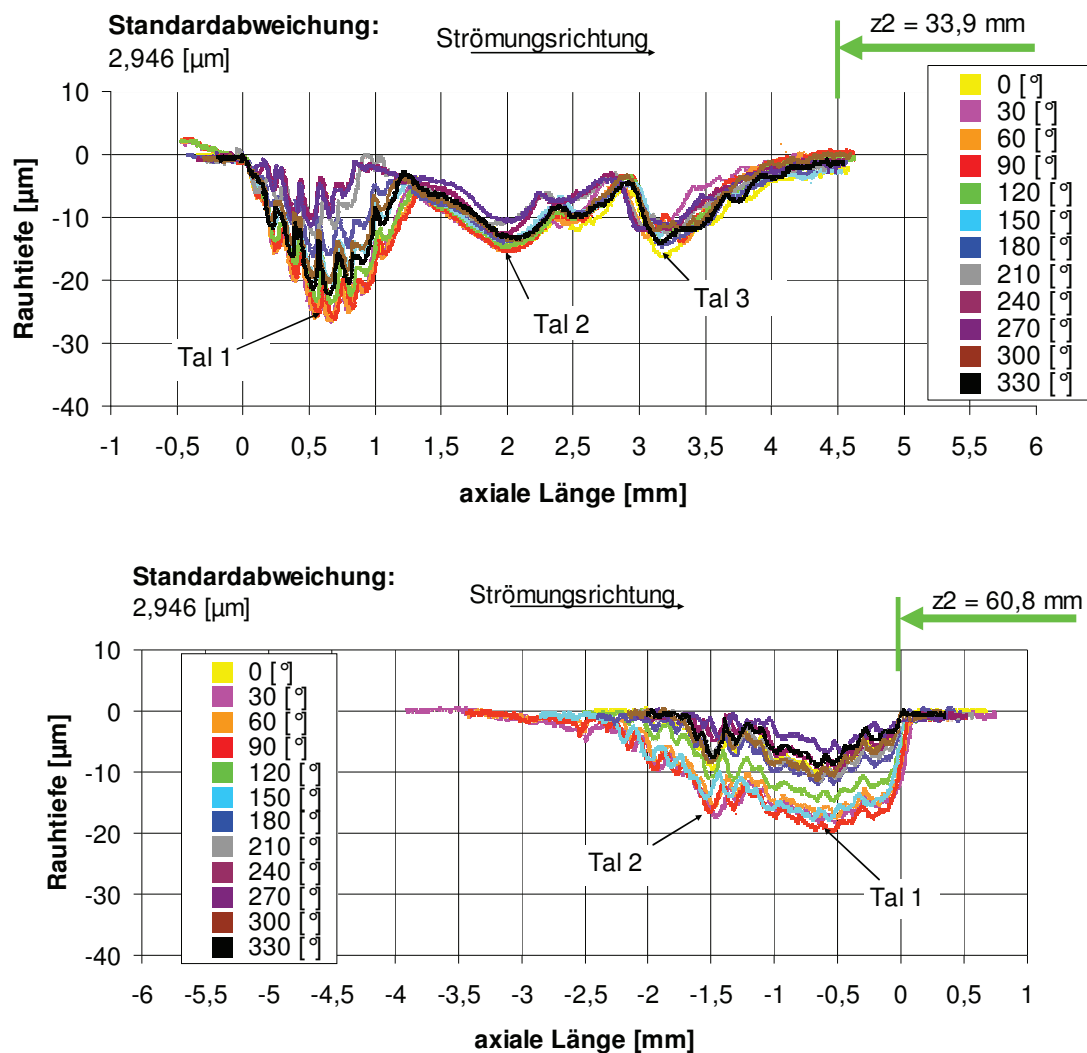 Standardabweichung:
2,946 [µm]
Strömungsrichtung
z2 = 33,9 mm
10
0
-10
-20
-30
-40
Rauhtiefe [µm]
-1 -0,5 0 0,5 1 1,5 2 2,5 3 3,5 4 4,5 5 5,5 6
axiale Länge [mm]
Tal 1
Tal 2
Tal 3
0 [°]
30 [°]
60 [°]
90 [°]
120 [°]
150 [°]
180 [°]
210 [°]
240 [°]
270 [°]
300 [°]
330 [°]
Standardabweichung:
2,946 [µm]
Strömungsrichtung
z2 = 60,8 mm
10
0
-10
-20
-30
-40
Rauhtiefe [µm]
0 [°]
30 [°]
60 [°]
90 [°]
120 [°]
150 [°]
180 [°]
210 [°]
240 [°]
270 [°]
300 [°]
330 [°]
Tal 2
Tal 1
-6 -5,5 -5 -4,5 -4 -3,5 -3 -2,5 -2 -1,5 -1 -0,5 0 0,5 1
axiale Länge [mm]